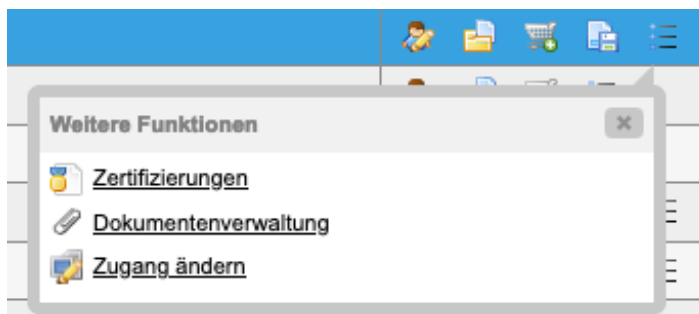 Weitere Funktionen
Zertifizierungen
Dokumentenverwaltung
Zugang ändern